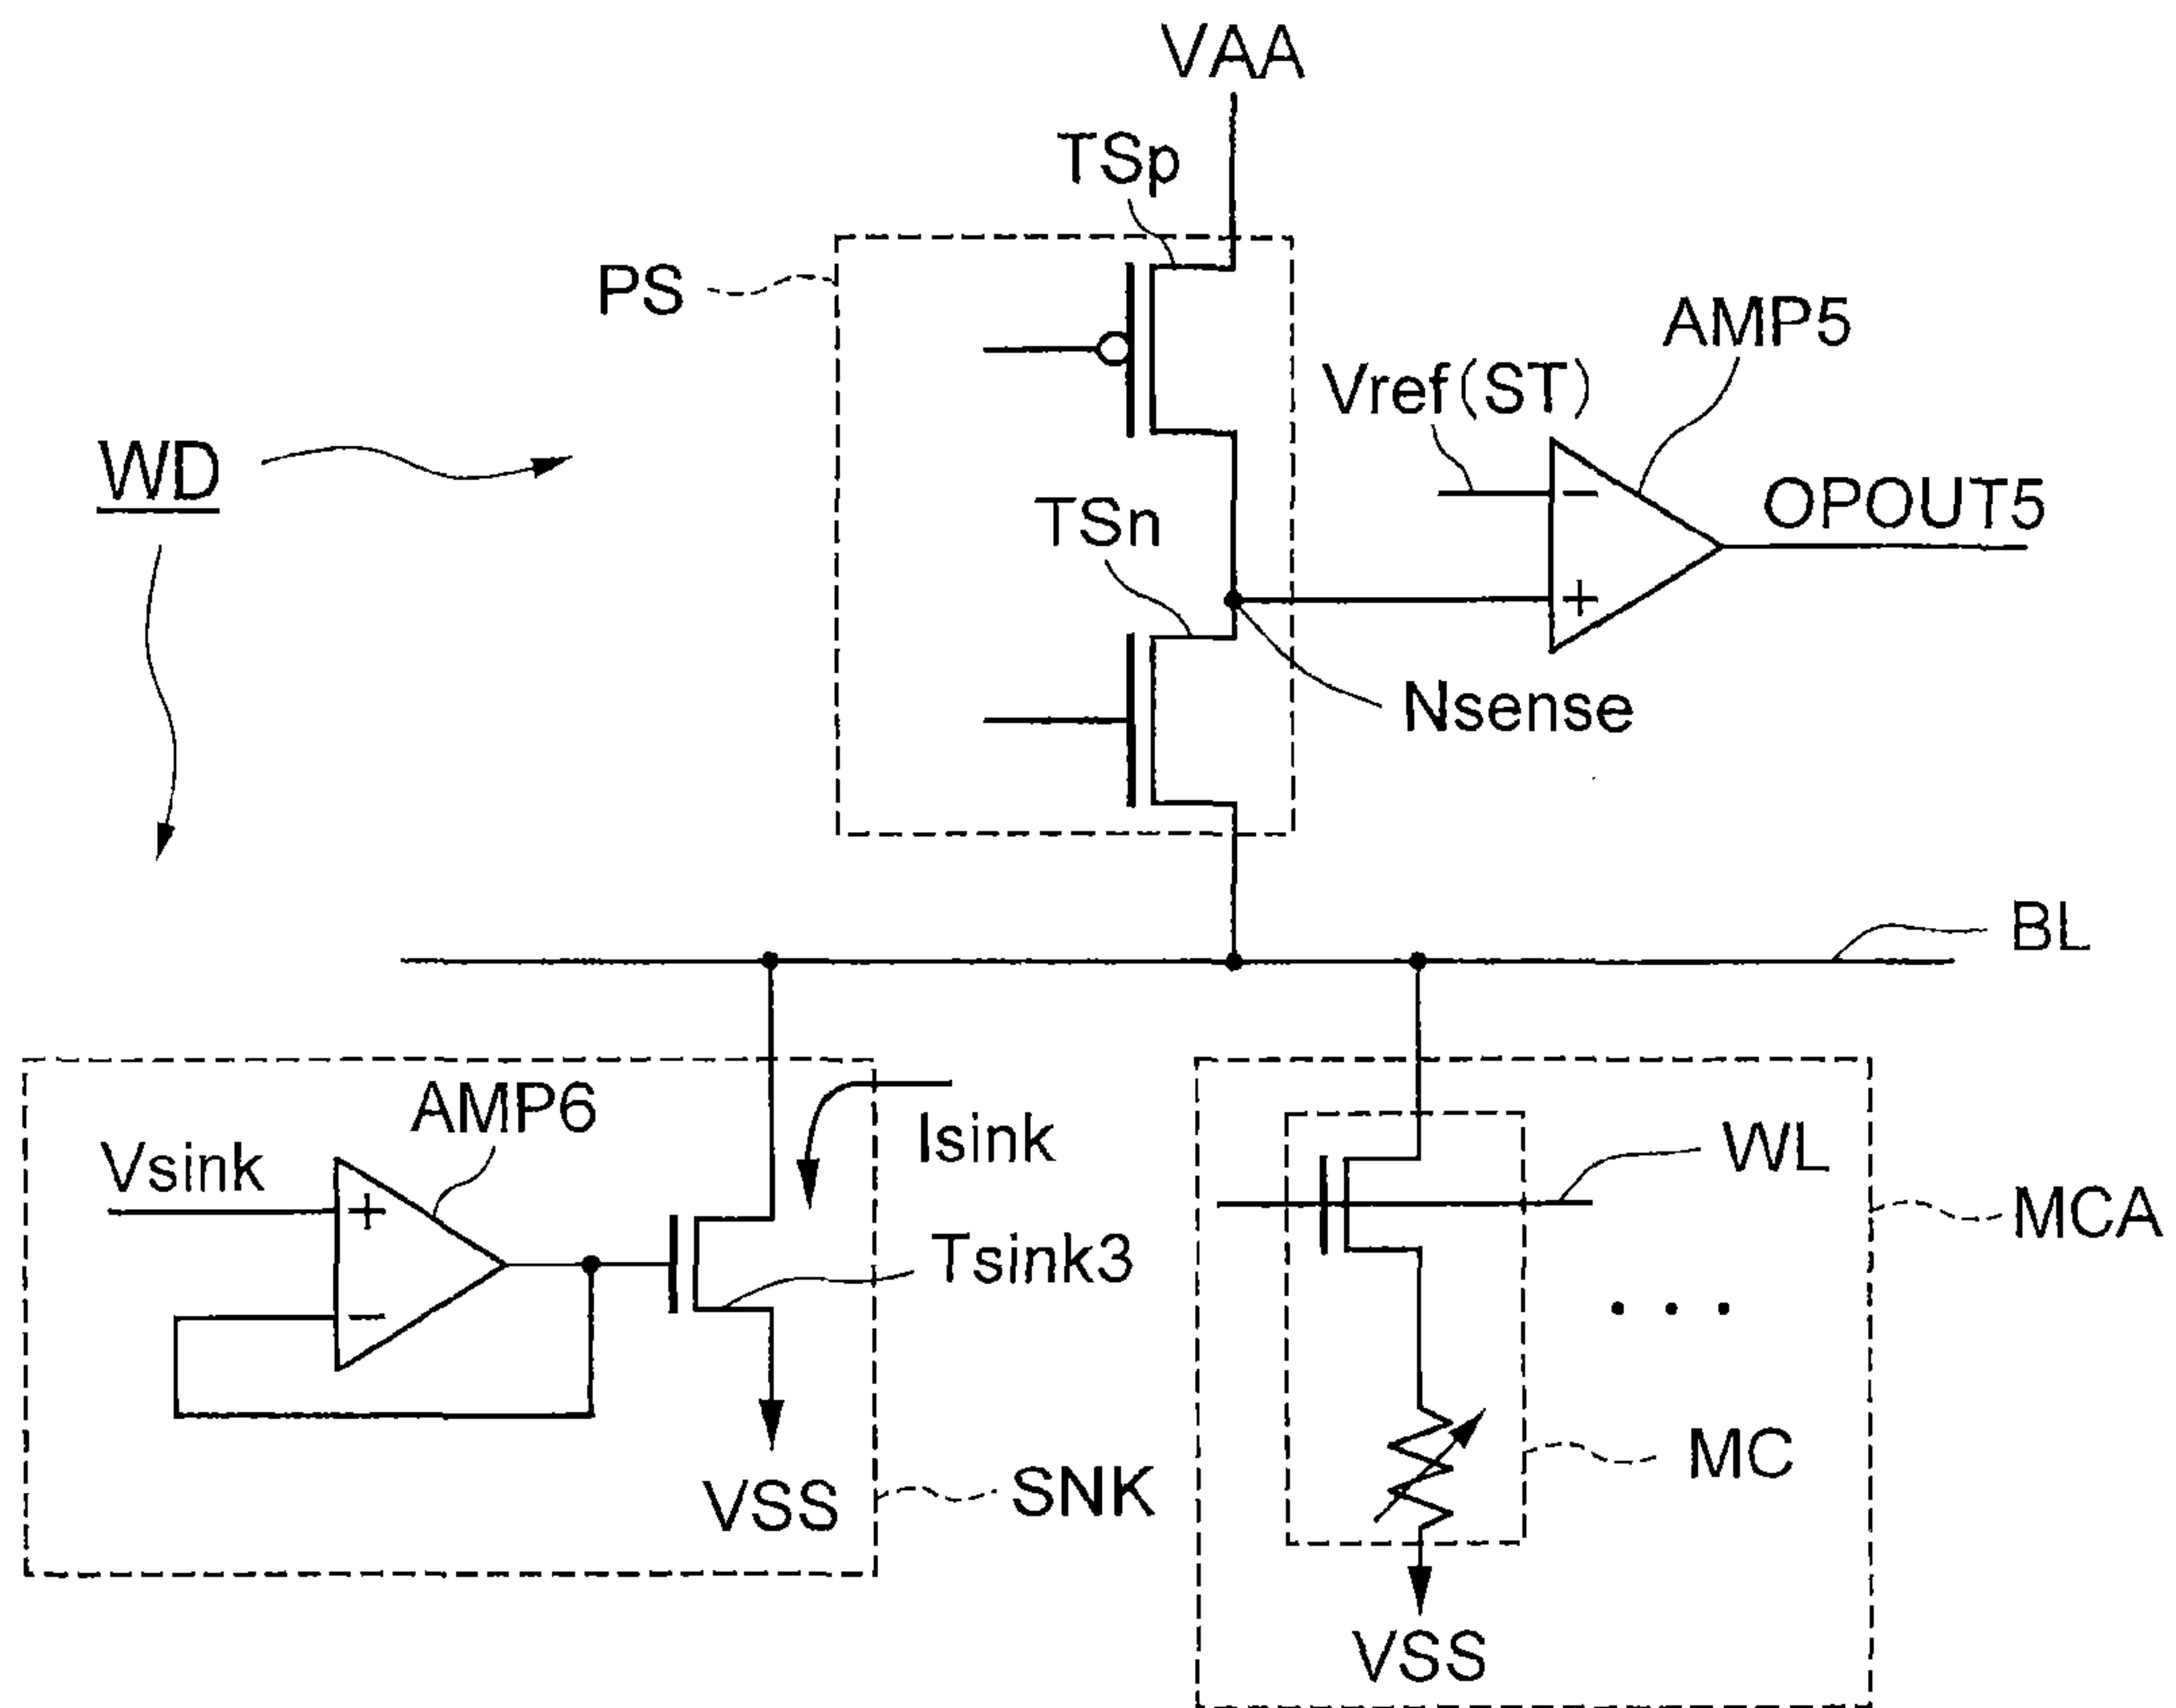 VAA
TSp
PS
AMP5
Vref(ST)
−
WD
OPOUT5
TSn
+
Nsense
BL
AMP6
Isink
Vsink
+
WL
MCA
Tsink3
−
. . .
MC
VSS
SNK
VSS